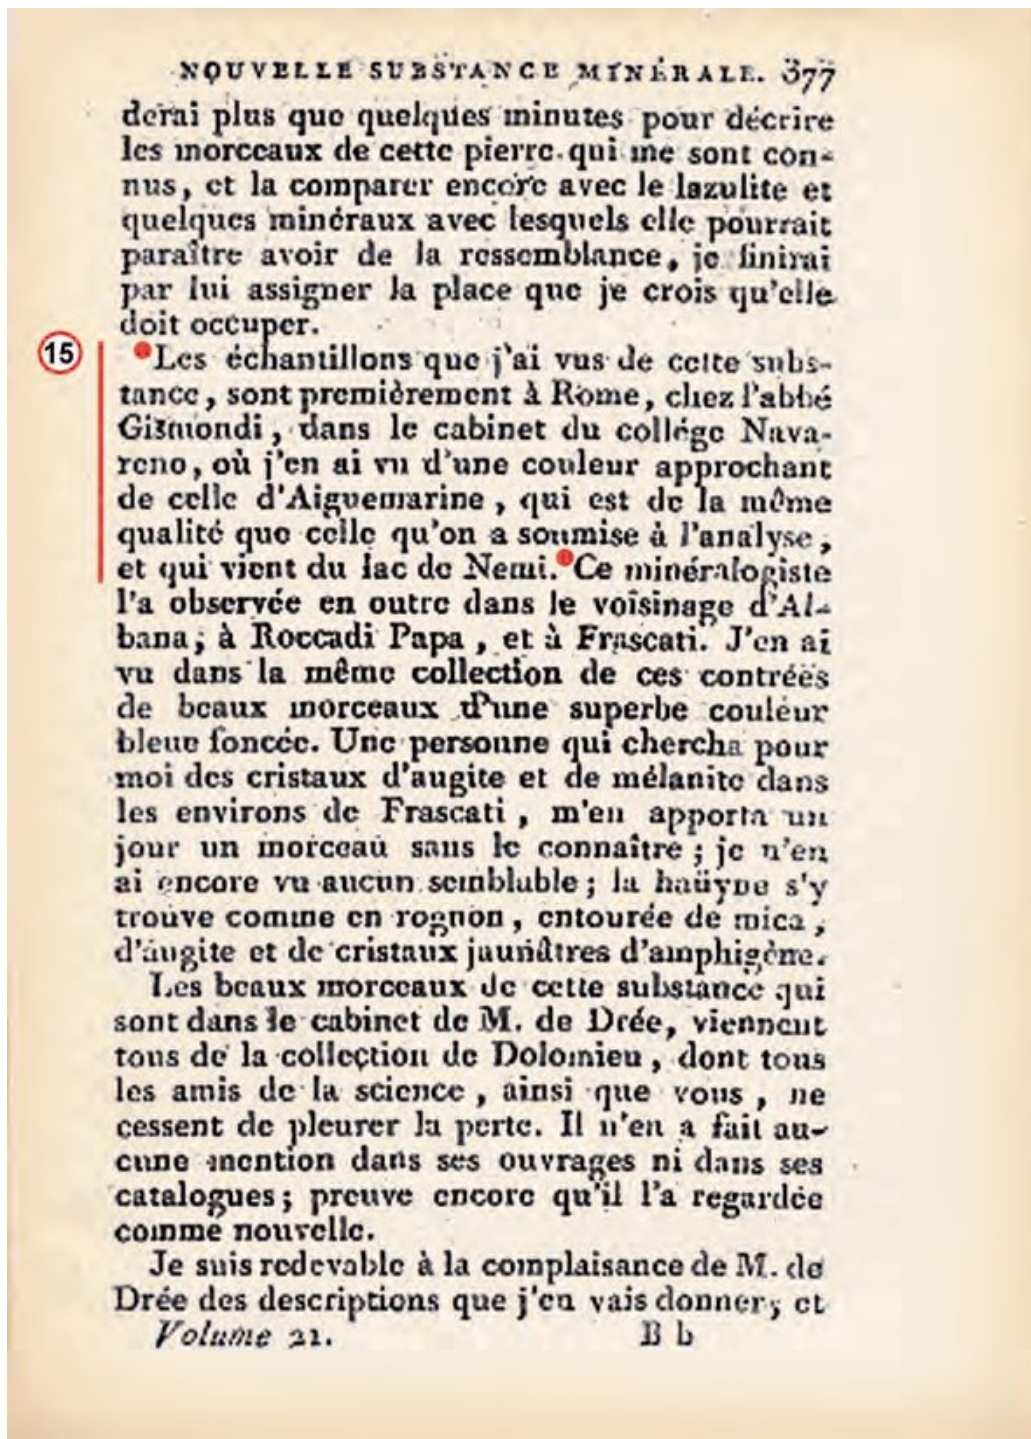 NOUVELLE SUBSTANCE MINÉRALE. 377
derai plus que quelques minutes pour décrire
les morceaux de cette pierre qui me sont con-
nus, et la comparer encore avec le lazulite et
quelques minéraux avec lesquels elle pourrait
paraître avoir de la ressemblance, je finirai
par lui assigner la place que je crois qu'elle
doit occuper.
15 Les échantillons que j'ai vus de cette subs-
tance, sont premièrement à Rome, chez l'abbé
Gismondi, dans le cabinet du collége Nava-
reno, où j'en ai vu d'une couleur approchant
de celle d'Aiguemarine, qui est de la même
qualité que celle qu'on a soumise à l'analyse,
et qui vient du lac de Nemi. Ce minéralogiste
l'a observée en outre dans le voisinage d'Al-
bana, à Roccadi Papa, et à Frascati. J'en ai
vu dans la même collection de ces contrées
de beaux morceaux d'une superbe couleur
bleue foncée. Une personne qui chercha pour
moi des cristaux d'augite et de mélanite dans
les environs de Frascati, m'en apporta un
jour un morceau sans le connaître ; je n'en
ai encore vu aucun semblable ; la haüyne s'y
trouve comme en rognon, entourée de mica,
d'augite et de cristaux jaunâtres d'amphigène.
Les beaux morceaux de cette substance qui
sont dans le cabinet de M. de Drée, viennent
tous de la collection de Dolomieu, dont tous
les amis de la science, ainsi que vous, ne
cessent de pleurer la perte. Il n'en a fait au-
cune mention dans ses ouvrages ni dans ses
catalogues ; preuve encore qu'il l'a regardée
comme nouvelle.
Je suis redevable à la complaisance de M. de
Drée des descriptions que j'en vais donner, et
Volume 21. B b